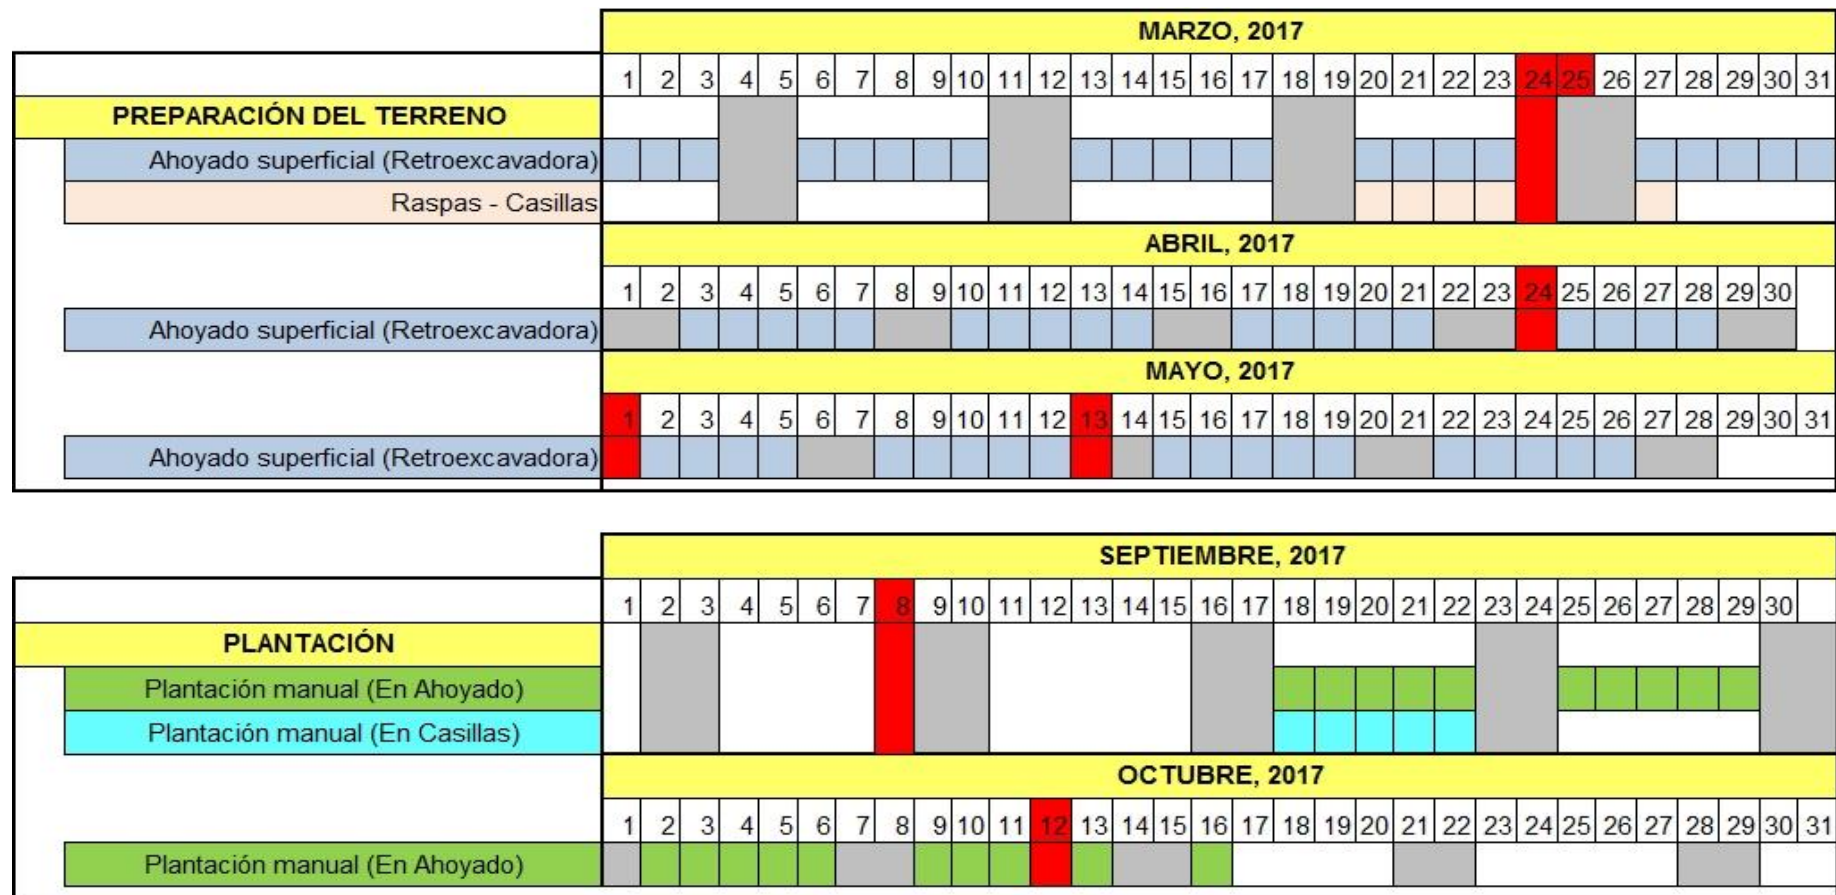 MARZO, 2017
1 2 3 4 5 6 7 8 9 10 11 12 13 14 15 16 17 18 19 20 21 22 23 24 25 26 27 28 29 30 31
PREPARACIÓN DEL TERRENO
Ahoyado superficial (Retroexcavadora)
Raspas - Casillas
ABRIL, 2017
1 2 3 4 5 6 7 8 9 10 11 12 13 14 15 16 17 18 19 20 21 22 23 24 25 26 27 28 29 30
Ahoyado superficial (Retroexcavadora)
MAYO, 2017
1 2 3 4 5 6 7 8 9 10 11 12 13 14 15 16 17 18 19 20 21 22 23 24 25 26 27 28 29 30 31
Ahoyado superficial (Retroexcavadora)
SEPTIEMBRE, 2017
1 2 3 4 5 6 7 8 9 10 11 12 13 14 15 16 17 18 19 20 21 22 23 24 25 26 27 28 29 30
PLANTACIÓN
Plantación manual (En Ahoyado)
Plantación manual (En Casillas)
OCTUBRE, 2017
1 2 3 4 5 6 7 8 9 10 11 12 13 14 15 16 17 18 19 20 21 22 23 24 25 26 27 28 29 30 31
Plantación manual (En Ahoyado)